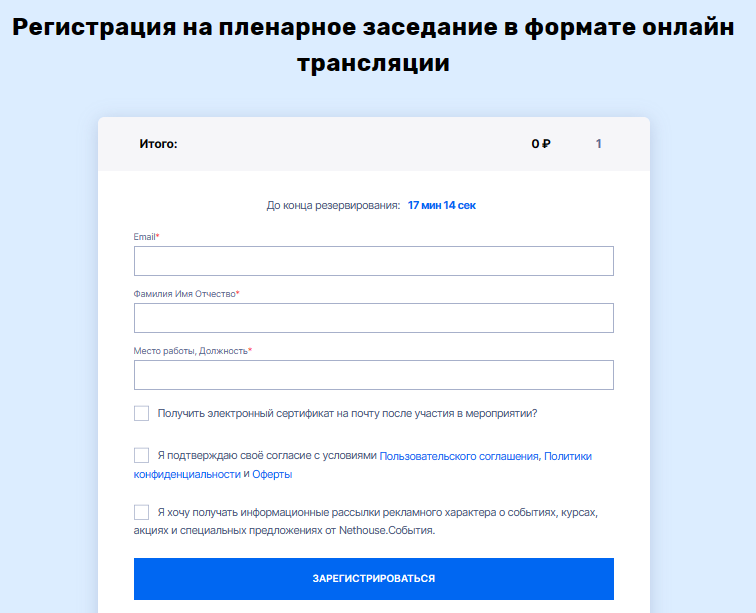 Регистрация на пленарное заседание в формате онлайн
трансляции
Итого: 0 ₽ 1
До конца резервирования: 17 мин 14 сек
Email*
Фамилия Имя Отчество*
Место работы, Должность*
Получить электронный сертификат на почту после участия в мероприятии?
Я подтверждаю своё согласие с условиями Пользовательского соглашения, Политики
конфиденциальности и Оферты
Я хочу получать информационные рассылки рекламного характера о событиях, курсах,
акциях и специальных предложениях от Nethouse.События.
ЗАРЕГИСТРИРОВАТЬСЯ